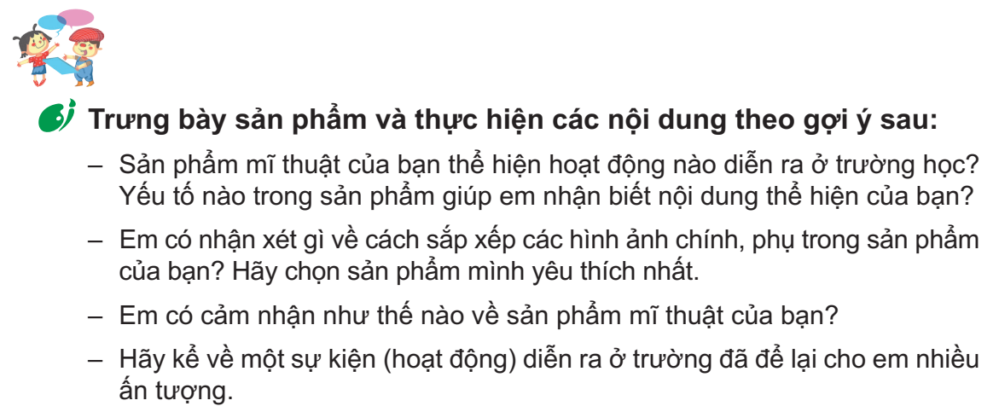 Trưng bày sản phẩm và thực hiện các nội dung theo gợi ý sau:
– Sản phẩm mĩ thuật của bạn thể hiện hoạt động nào diễn ra ở trường học?
Yếu tố nào trong sản phẩm giúp em nhận biết nội dung thể hiện của bạn?
– Em có nhận xét gì về cách sắp xếp các hình ảnh chính, phụ trong sản phẩm
của bạn? Hãy chọn sản phẩm mình yêu thích nhất.
– Em có cảm nhận như thế nào về sản phẩm mĩ thuật của bạn?
– Hãy kể về một sự kiện (hoạt động) diễn ra ở trường đã để lại cho em nhiều
ấn tượng.